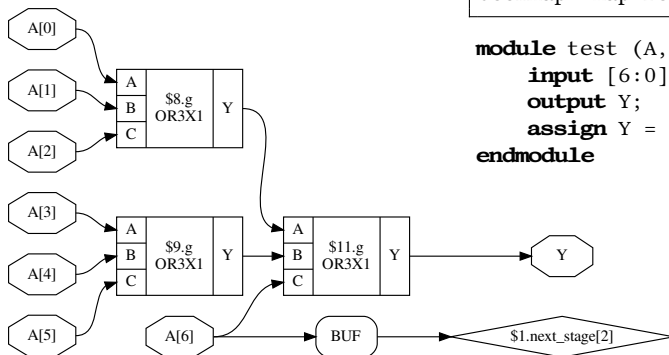 A[0]
A[1]
A[2]
A
B
C
$8.g
OR3X1
Y
A[3]
A[4]
A[5]
A
B
C
$9.g
OR3X1
Y
A
B
C
$11.g
OR3X1
Y
Y
A[6]
BUF
$1.next_stage[2]
module test (A,
input [6:0]
output Y;
assign Y =
endmodule